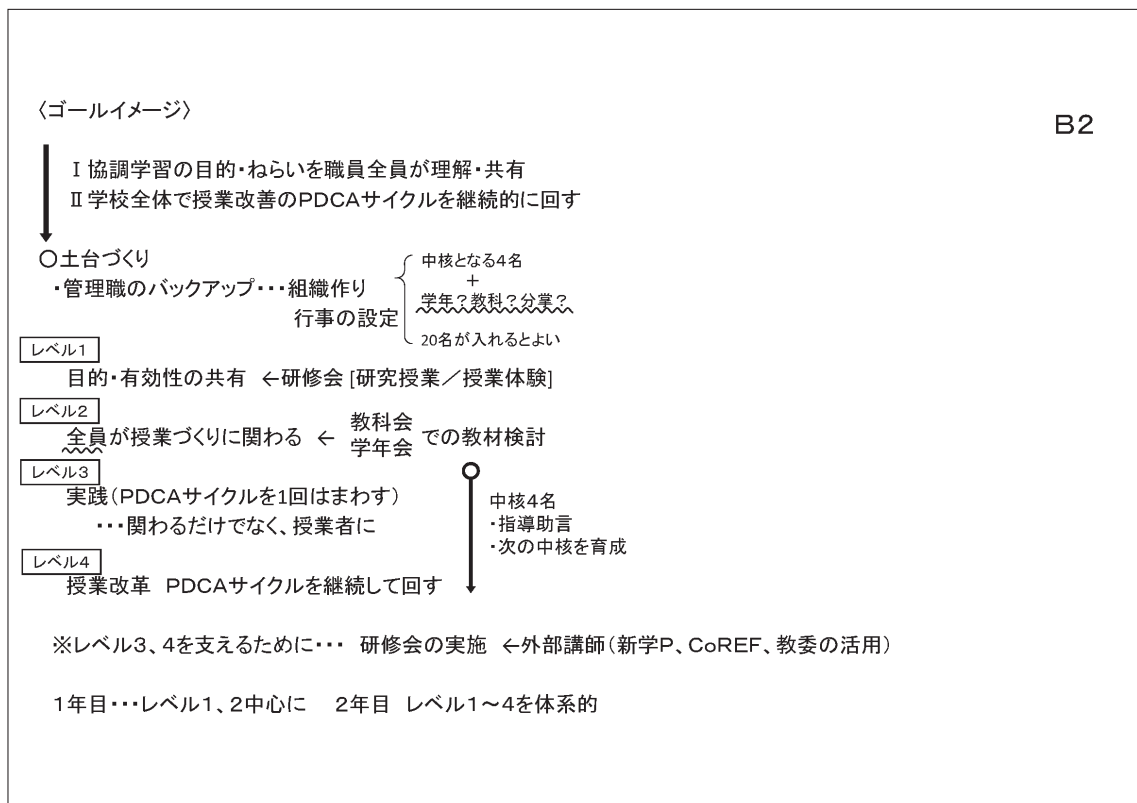 〈ゴールイメージ〉
B2
Ⅰ 協調学習の目的・ねらいを職員全員が理解・共有
Ⅱ 学校全体で授業改善のPDCAサイクルを継続的に回す
○土台づくり
・管理職のバックアップ・・・組織作り
行事の設定
中核となる4名
+
学年?教科?分掌?
20名が入れるとよい
レベル1
目的・有効性の共有 ←研修会 [研究授業/授業体験]
レベル2
全員が授業づくりに関わる ← 教科会 学年会 での教材検討
レベル3
実践(PDCAサイクルを1回はまわす)
・・・関わるだけでなく、授業者に
中核4名
・指導助言
・次の中核を育成
レベル4
授業改革 PDCAサイクルを継続して回す
※レベル3、4を支えるために・・・ 研修会の実施 ←外部講師(新学P、CoREF、教委の活用)
1年目・・・レベル1、2中心に 2年目 レベル1~4を体系的